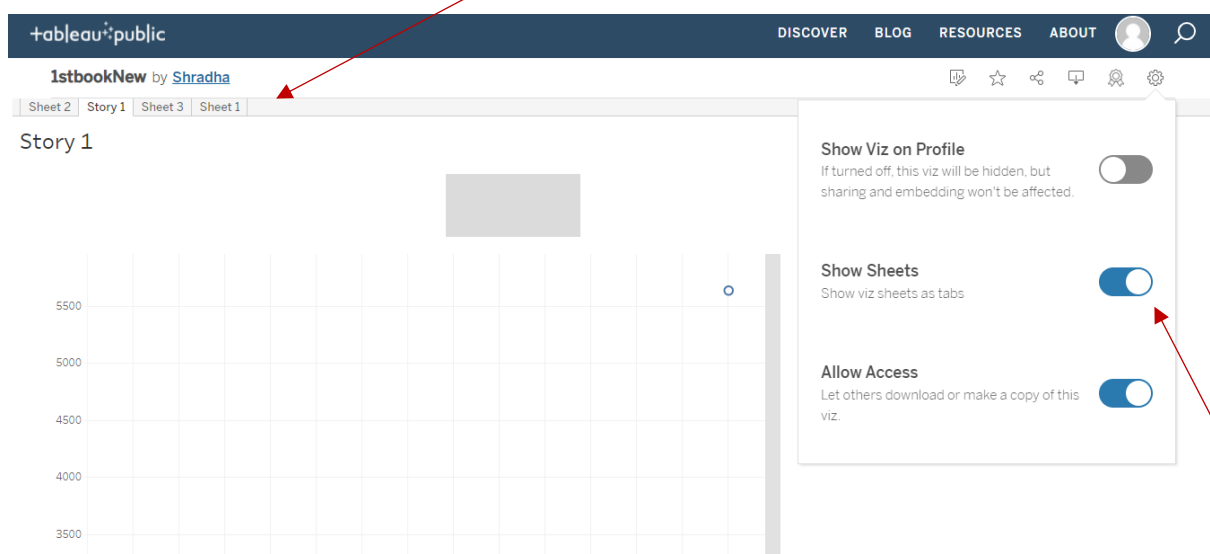 +ableau public
DISCOVER BLOG RESOURCES ABOUT
1stbookNew by Shradha
Sheet 2 Story 1 Sheet 3 Sheet 1
Story 1
Show Viz on Profile
If turned off, this viz will be hidden, but
sharing and embedding won't be affected.
Show Sheets
Show viz sheets as tabs
Allow Access
Let others download or make a copy of this
viz.
5500
5000
4500
4000
3500